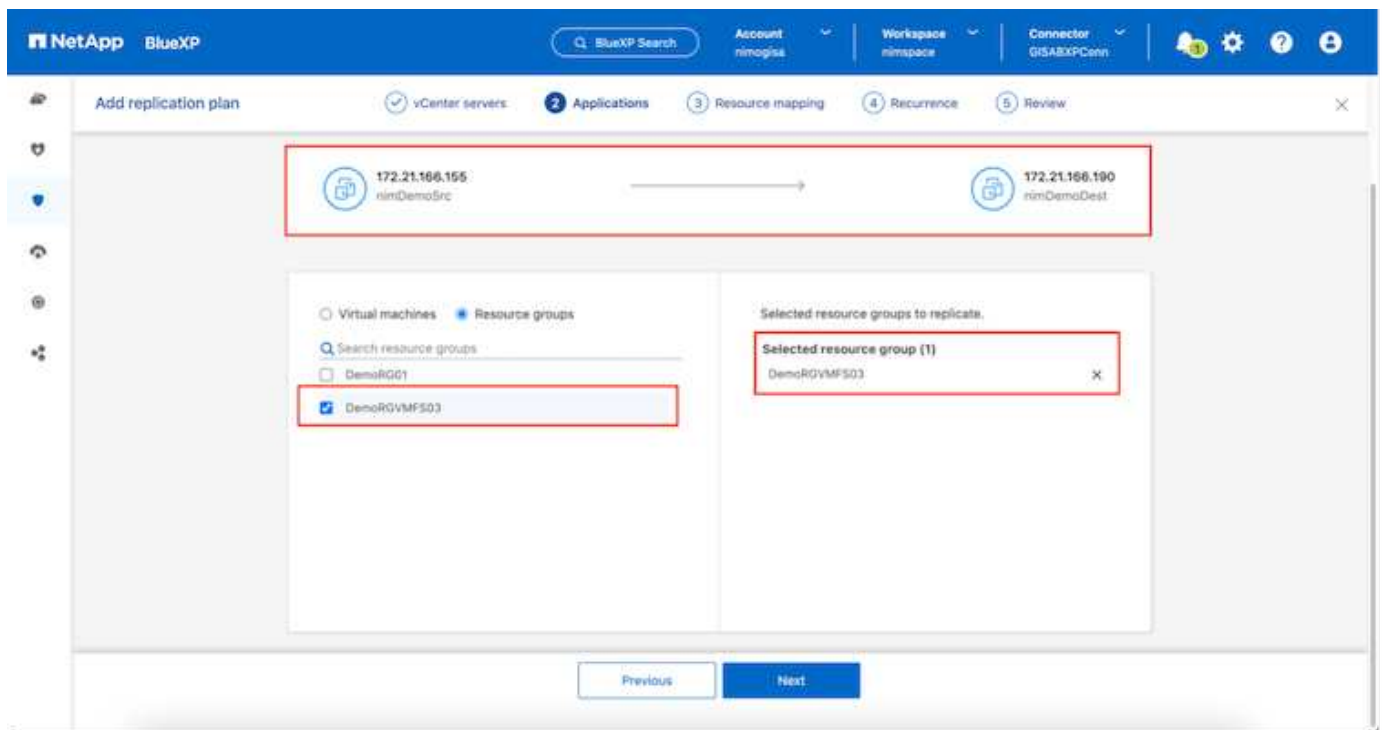 NetApp BlueXP
BlueXP Search
Account
nimogisa
Workspace
nimspace
Connector
GISABXPConn
1
Add replication plan
vCenter servers
2 Applications
3 Resource mapping
4 Recurrence
5 Review
172.21.166.155
nimDemoSrc
172.21.166.190
nimDemoDest
Virtual machines
Resource groups
Search resource groups
DemoRG01
DemoRGVMFS03
Selected resource groups to replicate.
Selected resource group (1)
DemoRGVMFS03
Previous
Next